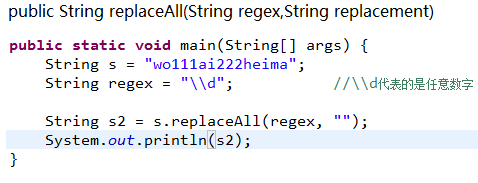 public String replaceAll(String regex,String replacement)
public static void main(String[] args) {
String s = "wo111ai222heima";
String regex = "\\d"; //\\d代表的是任意数字
String s2 = s.replaceAll(regex, "");
System.out.println(s2);
}